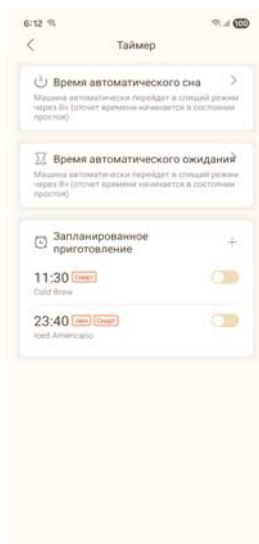 6:12
100
Таймер
Время автоматического сна
Машина автоматически перейдет в спящий режим
через 8ч (отсчет времени начинается в состоянии
простоя)
Время автоматического ожидания
Машина автоматически перейдет в спящий режим
через 8ч (отсчет времени начинается в состоянии
простоя)
Запланированное
приготовление
11:30
Cold Brew
23:40
Iced Americano